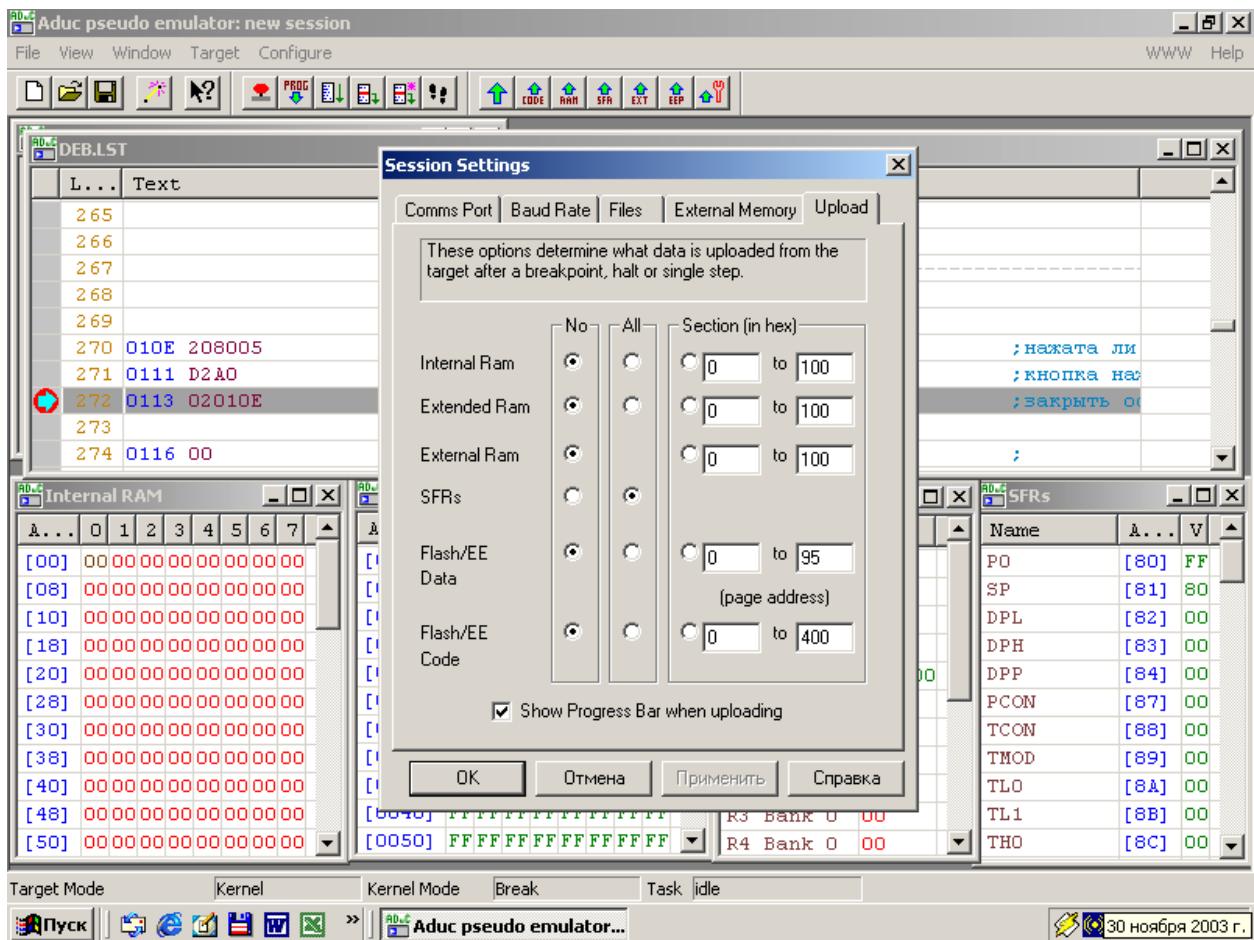 Aduc pseudo emulator: new session
File View Window Target Configure WWW Help
PROG CODE RAM SFR EXT EEP
DEB.LST
L... Text
265
266
267
268
269
270 010E 208005 ;нажата ли
271 0111 D2A0 ;кнопка
272 0113 02010E ;закрыть
273
274 0116 00 ;
Session Settings
Comms Port Baud Rate Files External Memory Upload
These options determine what data is uploaded from the
target after a breakpoint, halt or single step.
No All Section (in hex)
Internal Ram 0 to 100
Extended Ram 0 to 100
External Ram 0 to 100
SFRs
Flash/EE Data 0 to 95
(page address)
Flash/EE Code 0 to 400
Show Progress Bar when uploading
OK Отмена Применить Справка
Internal RAM
A... 0 1 2 3 4 5 6 7
[00] 00 00 00 00 00 00 00 00
[08] 00 00 00 00 00 00 00 00
[10] 00 00 00 00 00 00 00 00
[18] 00 00 00 00 00 00 00 00
[20] 00 00 00 00 00 00 00 00
[28] 00 00 00 00 00 00 00 00
[30] 00 00 00 00 00 00 00 00
[38] 00 00 00 00 00 00 00 00
[40] 00 00 00 00 00 00 00 00
[48] 00 00 00 00 00 00 00 00
[50] 00 00 00 00 00 00 00 00
[0050] FF FF FF FF FF FF FF FF
R3 Bank 0 00
R4 Bank 0 00
SFRs
Name A... V
P0 [80] FF
SP [81] 80
DPL [82] 00
DPH [83] 00
DPP [84] 00
PCON [87] 00
TCON [88] 00
TMOD [89] 00
TL0 [8A] 00
TL1 [8B] 00
TH0 [8C] 00
Target Mode Kernel Kernel Mode Break Task idle
Пуск » Aduc pseudo emulator... 30 ноября 2003 г.